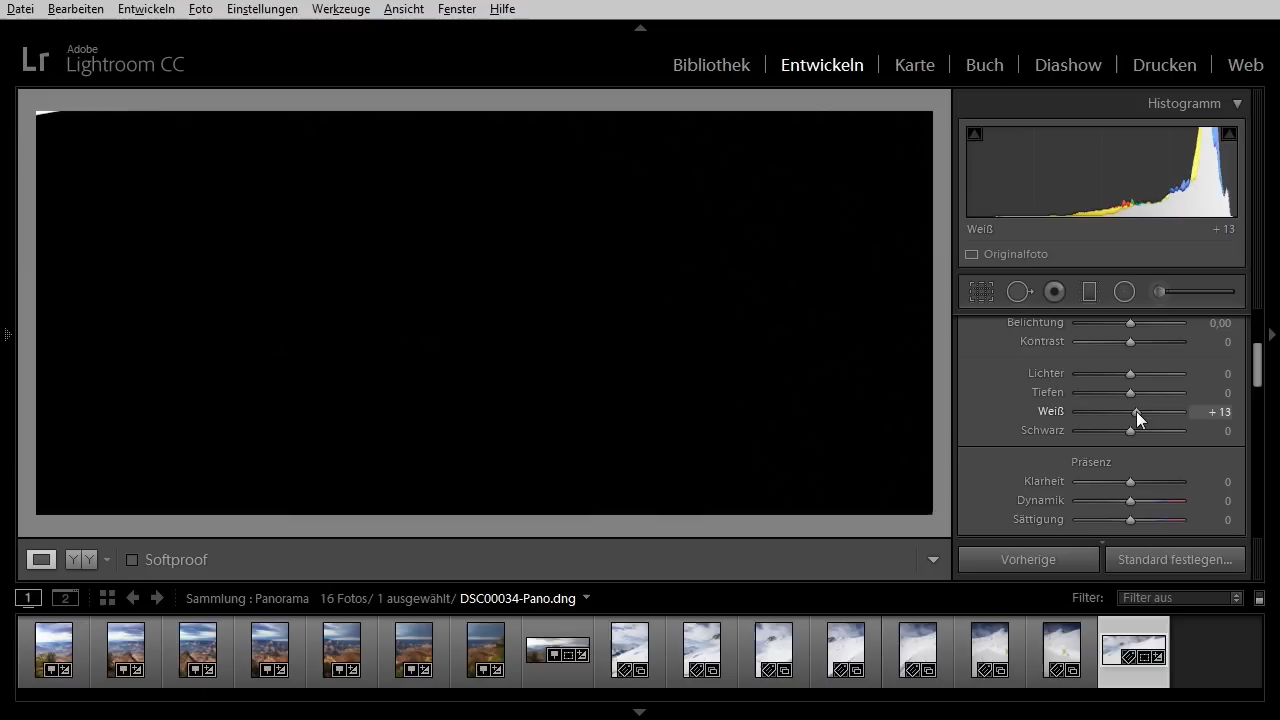 Datei Bearbeiten Entwickeln Foto Einstellungen Werkzeuge Ansicht Fenster Hilfe
Lr Adobe Lightroom CC
Bibliothek Entwickeln Karte Buch Diashow Drucken Web
Histogramm
Weiß + 13
Originalfoto
Belichtung 0,00
Kontrast 0
Lichter 0
Tiefen 0
Weiß + 13
Schwarz 0
Präsenz
Klarheit 0
Dynamik 0
Sättigung 0
Y Y Softproof
Vorherige Standard festlegen...
1 2 Sammlung : Panorama 16 Fotos/ 1 ausgewählt/ DSC00034-Pano.dng
Filter: Filter aus